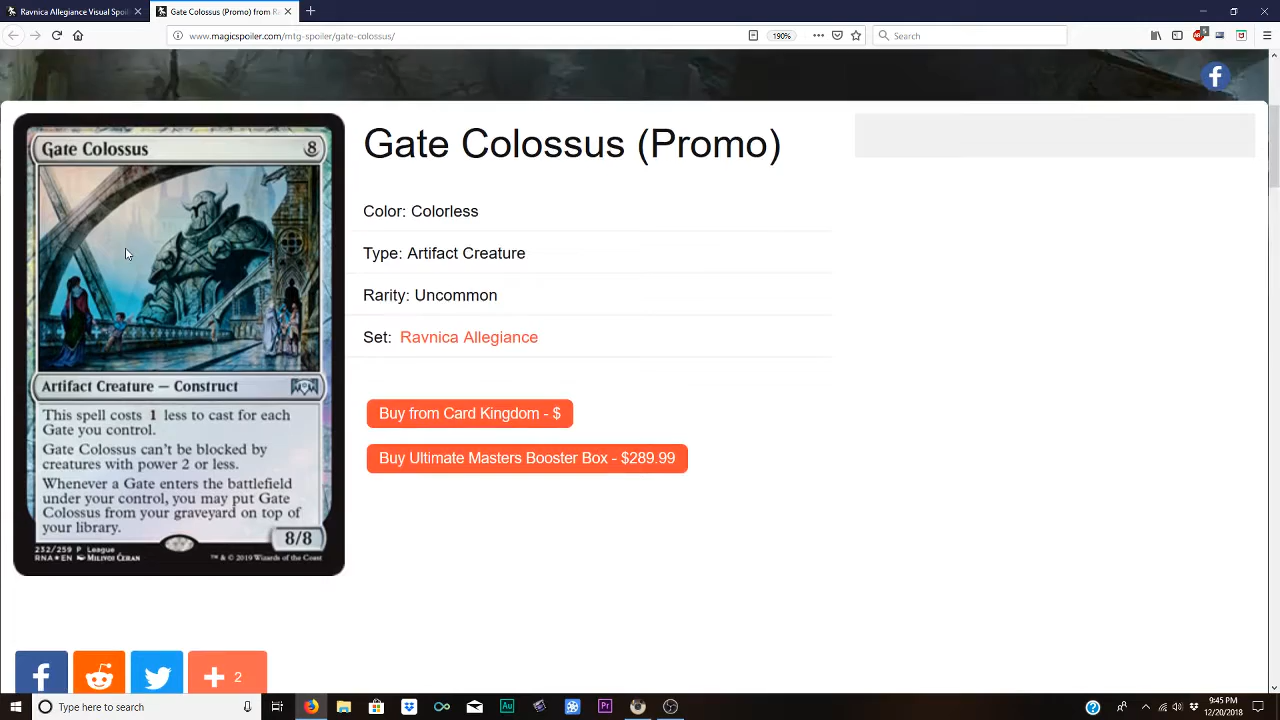 Ravnica Allegiance Visual Spoil
Gate Colossus (Promo) from Ra
www.magicspoiler.com/mtg-spoiler/gate-colossus/
190%
Search
Gate Colossus
8
Artifact Creature — Construct
This spell costs 1 less to cast for each
Gate you control.
Gate Colossus can't be blocked by
creatures with power 2 or less.
Whenever a Gate enters the battlefield
under your control, you may put Gate
Colossus from your graveyard on top of
your library.
8/8
232/259 P League
RNA★EN MILIVOJ ĆERAN
™ & © 2019 Wizards of the Coast
Gate Colossus (Promo)
Color: Colorless
Type: Artifact Creature
Rarity: Uncommon
Set: Ravnica Allegiance
Buy from Card Kingdom - $
Buy Ultimate Masters Booster Box - $289.99
2
Type here to search
Au
Pr
9:45 PM
12/20/2018